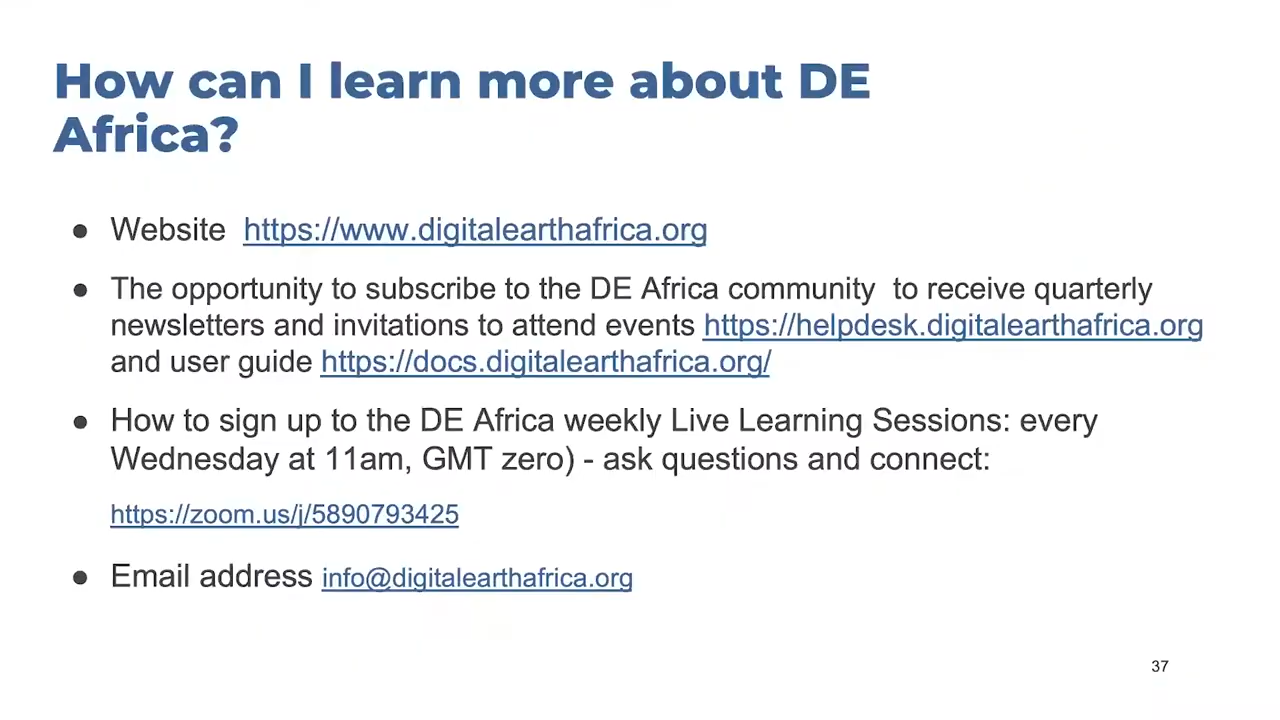 How can I learn more about DE
Africa?
● Website  https://www.digitalearthafrica.org
● The opportunity to subscribe to the DE Africa community  to receive quarterly
newsletters and invitations to attend events https://helpdesk.digitalearthafrica.org
and user guide https://docs.digitalearthafrica.org/
● How to sign up to the DE Africa weekly Live Learning Sessions: every
Wednesday at 11am, GMT zero) - ask questions and connect:
https://zoom.us/j/5890793425
● Email address info@digitalearthafrica.org
37